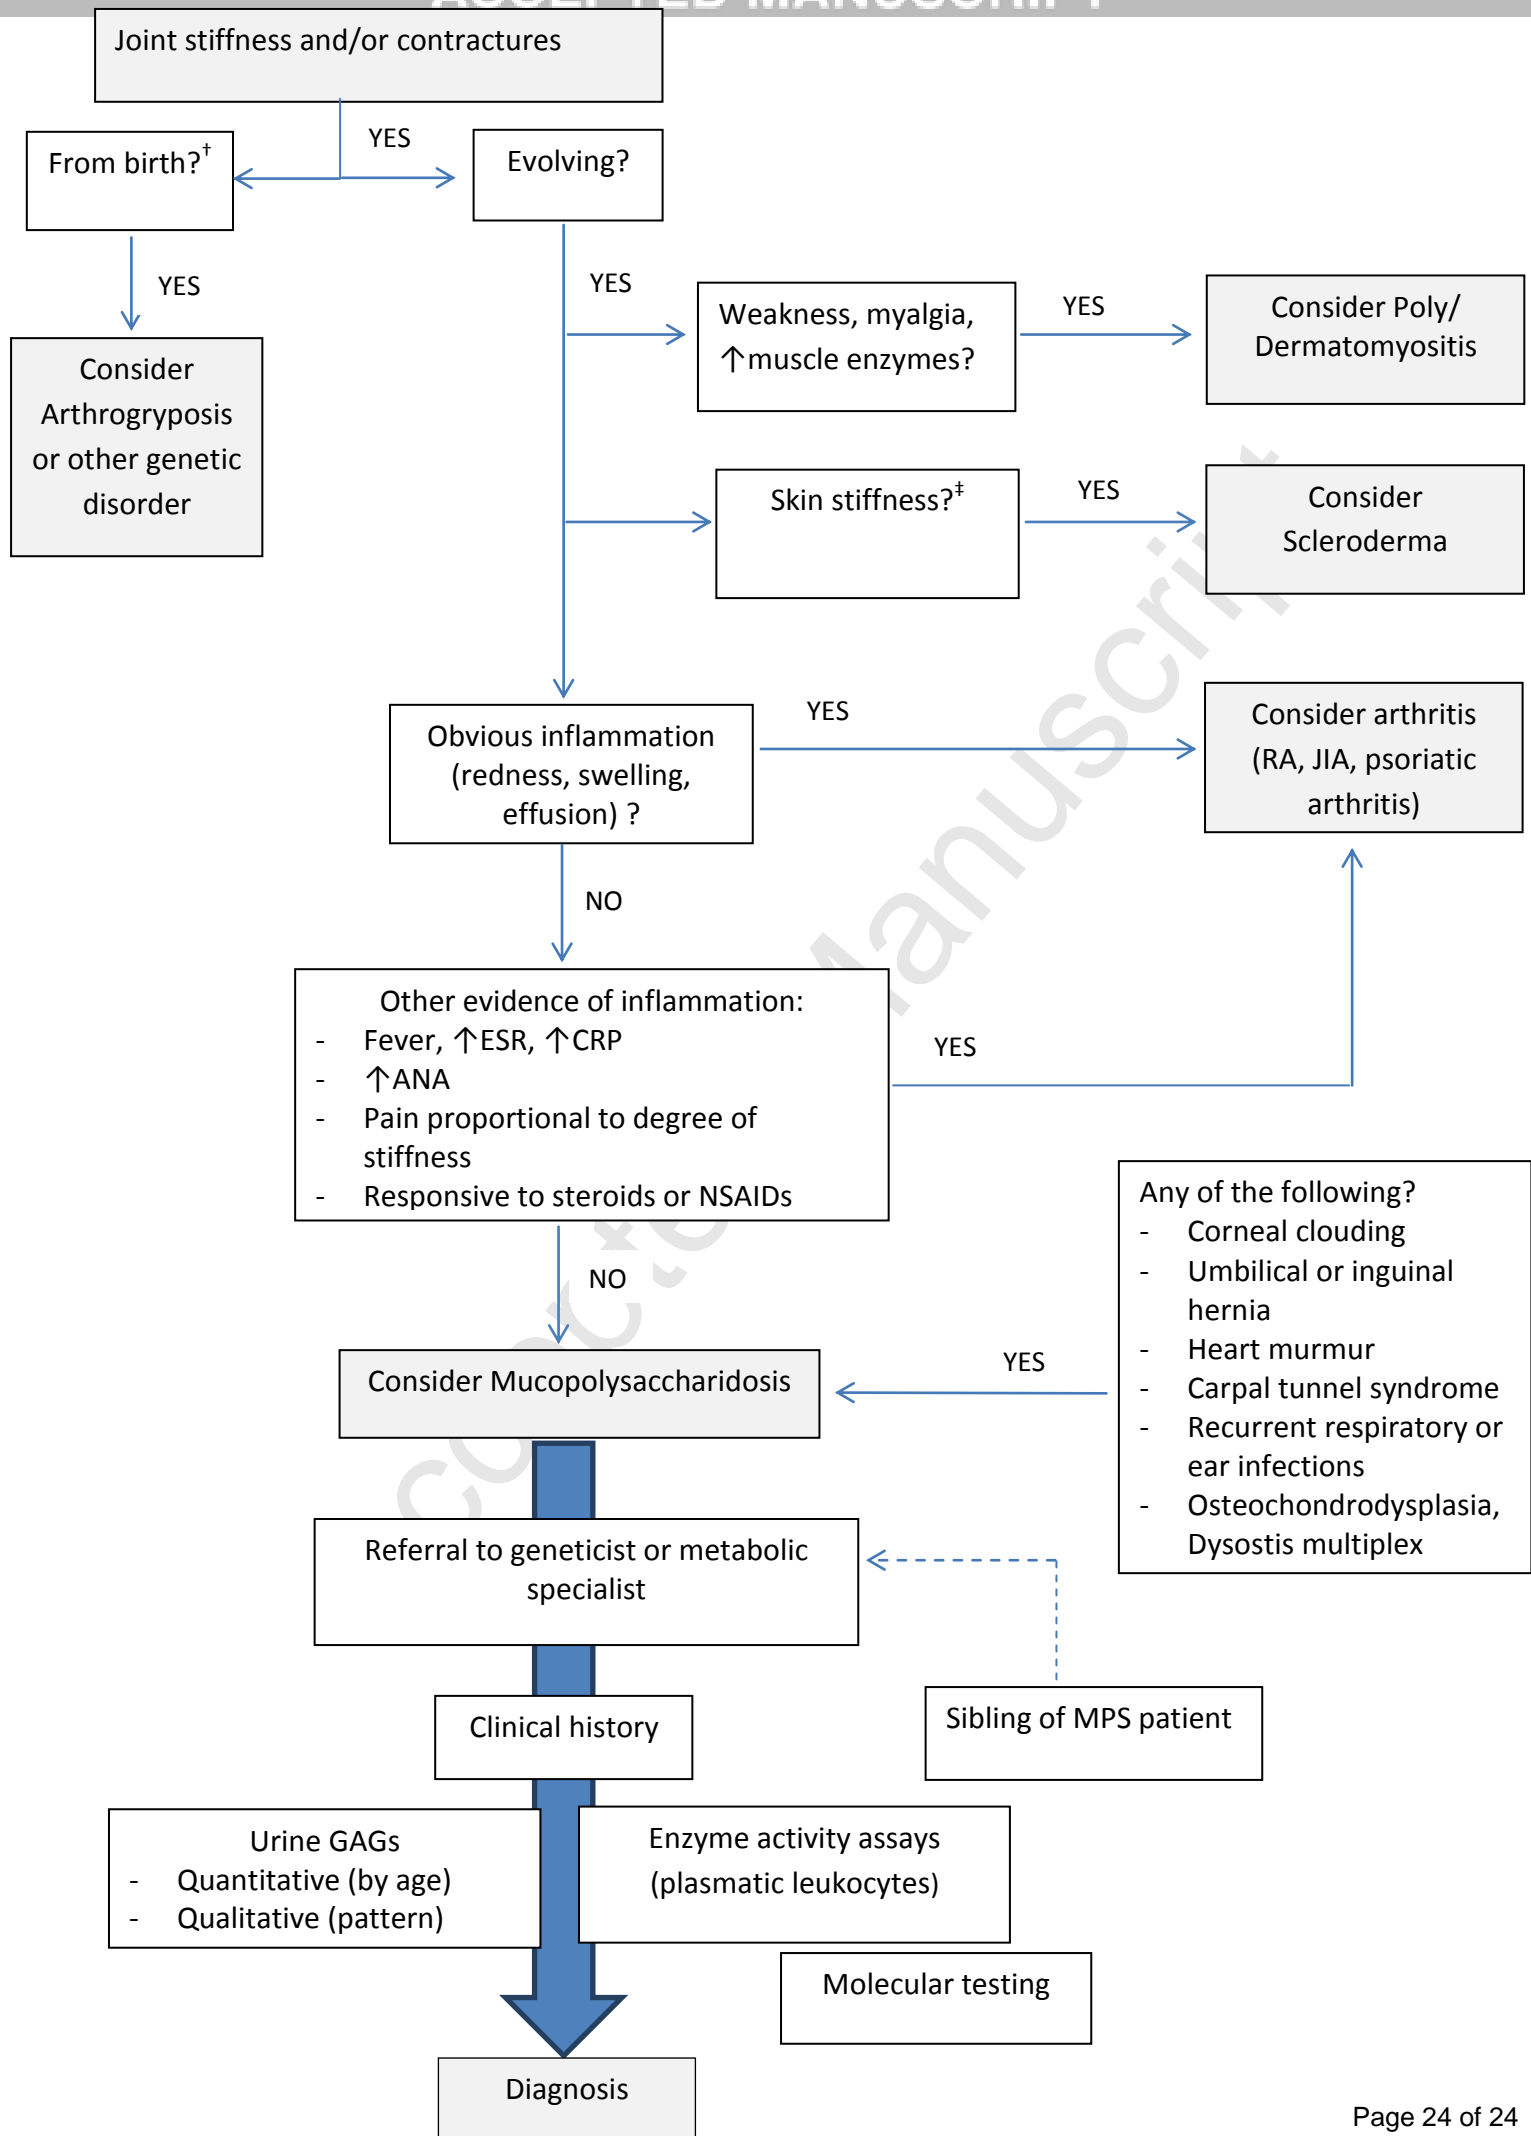 ACCEPTED MANUSCRIPT
Joint stiffness and/or contractures
YES
From birth?†
Evolving?
YES
YES
Weakness, myalgia,
↑muscle enzymes?
YES
Consider Poly/
Dermatomyositis
Consider
Arthrogryposis
or other genetic
disorder
Skin stiffness?‡
YES
Consider
Scleroderma
Obvious inflammation
(redness, swelling,
effusion) ?
YES
Consider arthritis
(RA, JIA, psoriatic
arthritis)
NO
Other evidence of inflammation:
- Fever, ↑ESR, ↑CRP
- ↑ANA
- Pain proportional to degree of
stiffness
- Responsive to steroids or NSAIDs
YES
NO
Any of the following?
- Corneal clouding
- Umbilical or inguinal
hernia
- Heart murmur
- Carpal tunnel syndrome
- Recurrent respiratory or
ear infections
- Osteochondrodysplasia,
Dysostis multiplex
YES
Consider Mucopolysaccharidosis
Referral to geneticist or metabolic
specialist
Clinical history
Sibling of MPS patient
Urine GAGs
- Quantitative (by age)
- Qualitative (pattern)
Enzyme activity assays
(plasmatic leukocytes)
Molecular testing
Diagnosis
Page 24 of 24